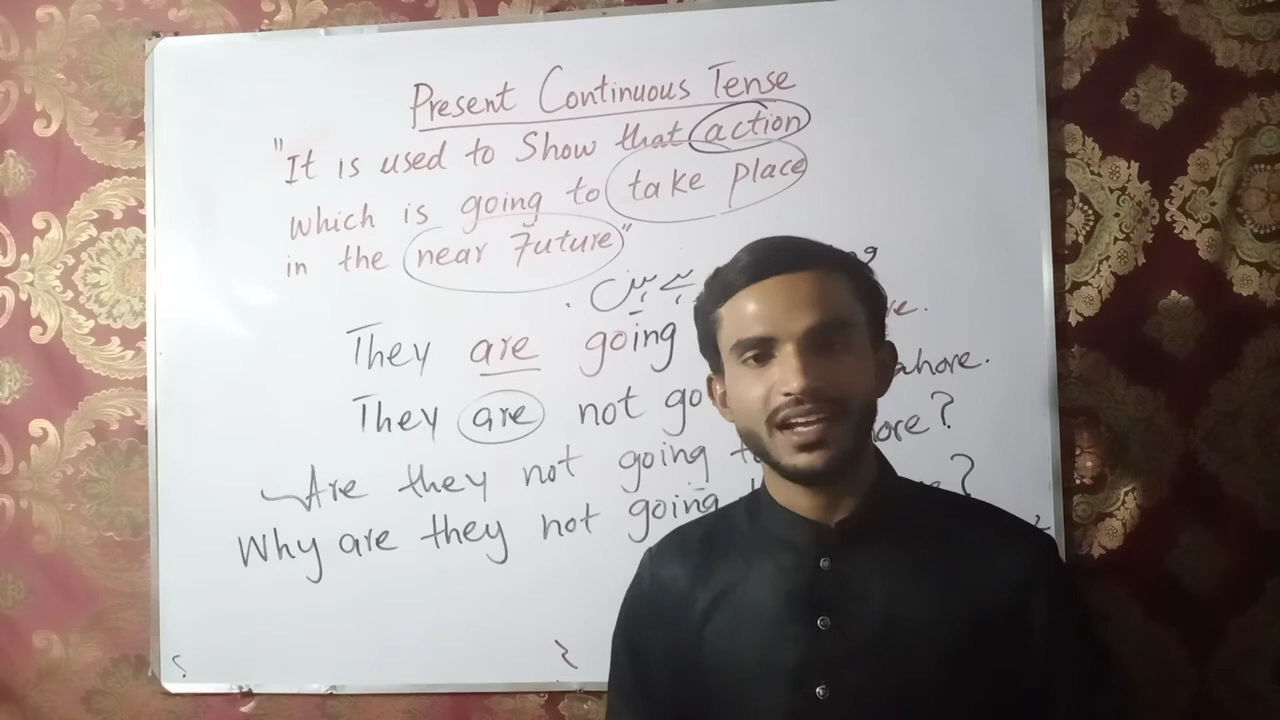 Present Continuous Tense
"It is used to Show that action
which is going to take place
in the near Future"
They are going
They are not go
Are they not going
Why are they not going